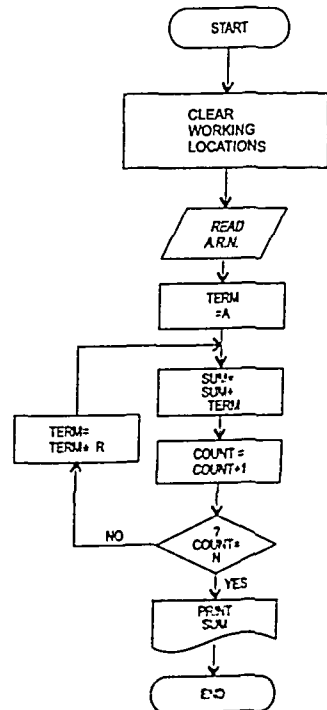 START
CLEAR
WORKING
LOCATIONS
READ
A.R.N.
TERM
=A
SUM=
SUM+
TERM
TERM=
TERM* R
COUNT=
COUNT+1
NO
?
COUNT=
N
YES
PRINT
SUM
END